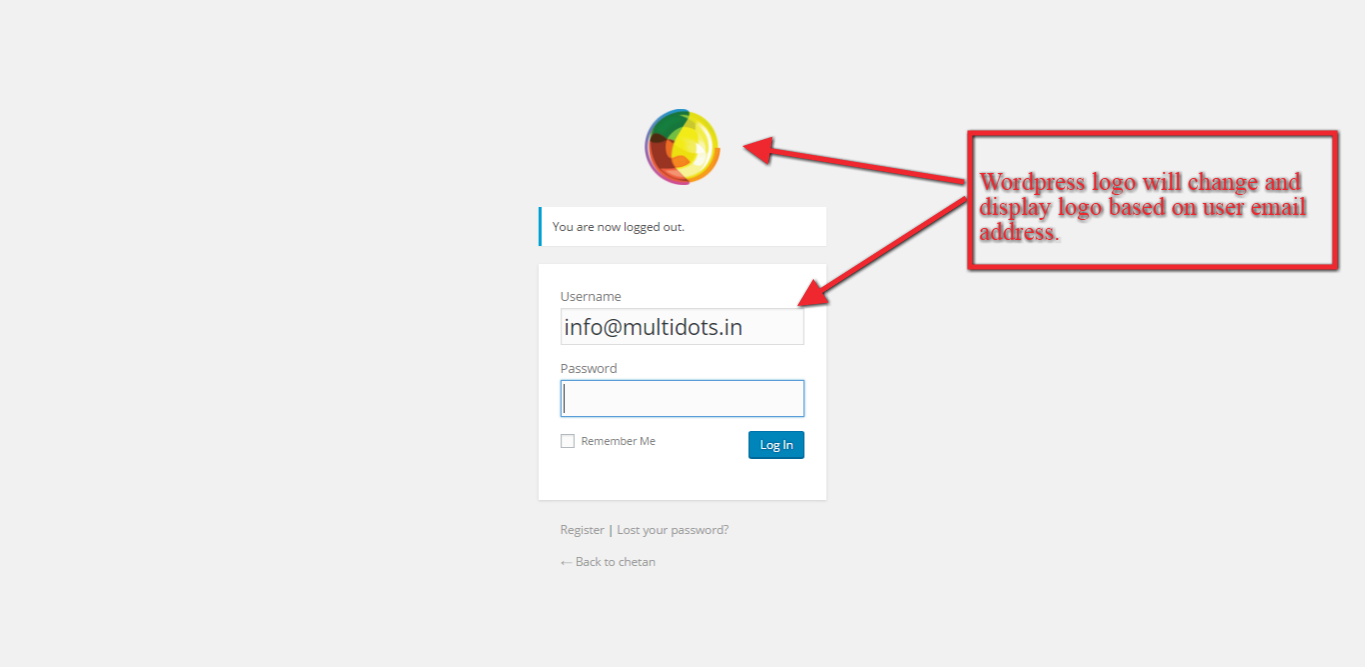 You are now logged out.
Wordpress logo will change and
display logo based on user email
address.
Username
info@multidots.in
Password
Remember Me
Log In
Register | Lost your password?
← Back to chetan